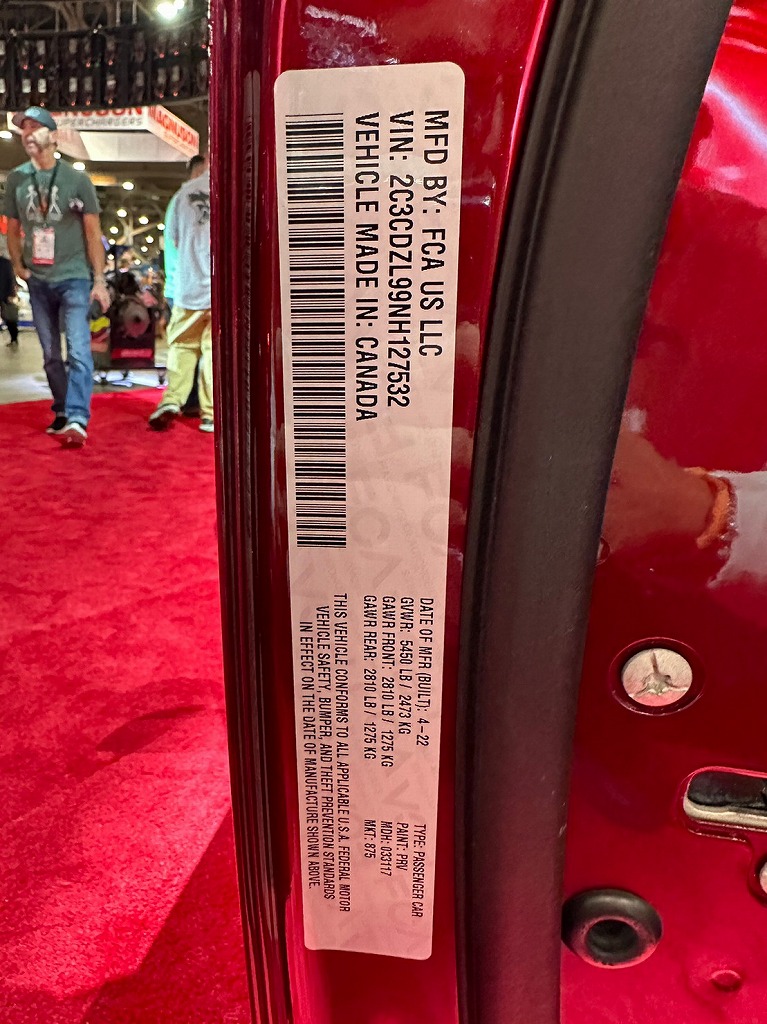 MFD BY: FCA US LLC
VIN: 2C3CDZL99NH127532
VEHICLE MADE IN: CANADA
DATE OF MFR (BUILT): 4-22
GVWR: 5450 LB / 2473 KG
GAWR FRONT: 2810 LB / 1275 KG
GAWR REAR: 2810 LB / 1275 KG
TYPE: PASSENGER CAR
PAINT: PRV
MDH: 033117
MKT: 875
THIS VEHICLE CONFORMS TO ALL APPLICABLE U.S.A. FEDERAL MOTOR
VEHICLE SAFETY, BUMPER, AND THEFT PREVENTION STANDARDS
IN EFFECT ON THE DATE OF MANUFACTURE SHOWN ABOVE.
SUPERCHARGERS
MAGNUSON